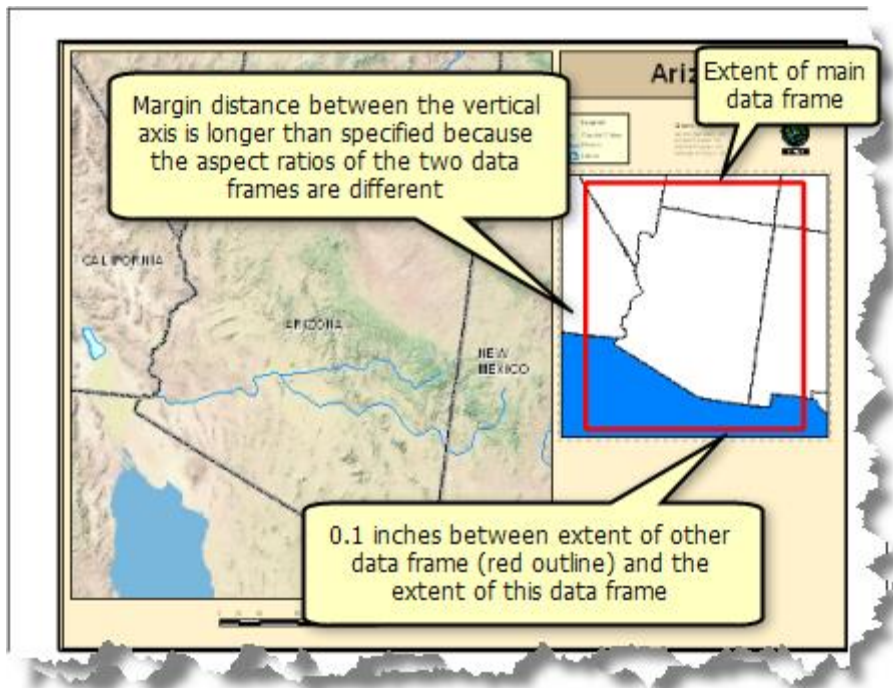 Ariz
Extent of main
data frame
Margin distance between the vertical
axis is longer than specified because
the aspect ratios of the two data
frames are different
CALIFORNIA
ARIZONA
NEW
MEXICO
0.1 inches between extent of other
data frame (red outline) and the
extent of this data frame